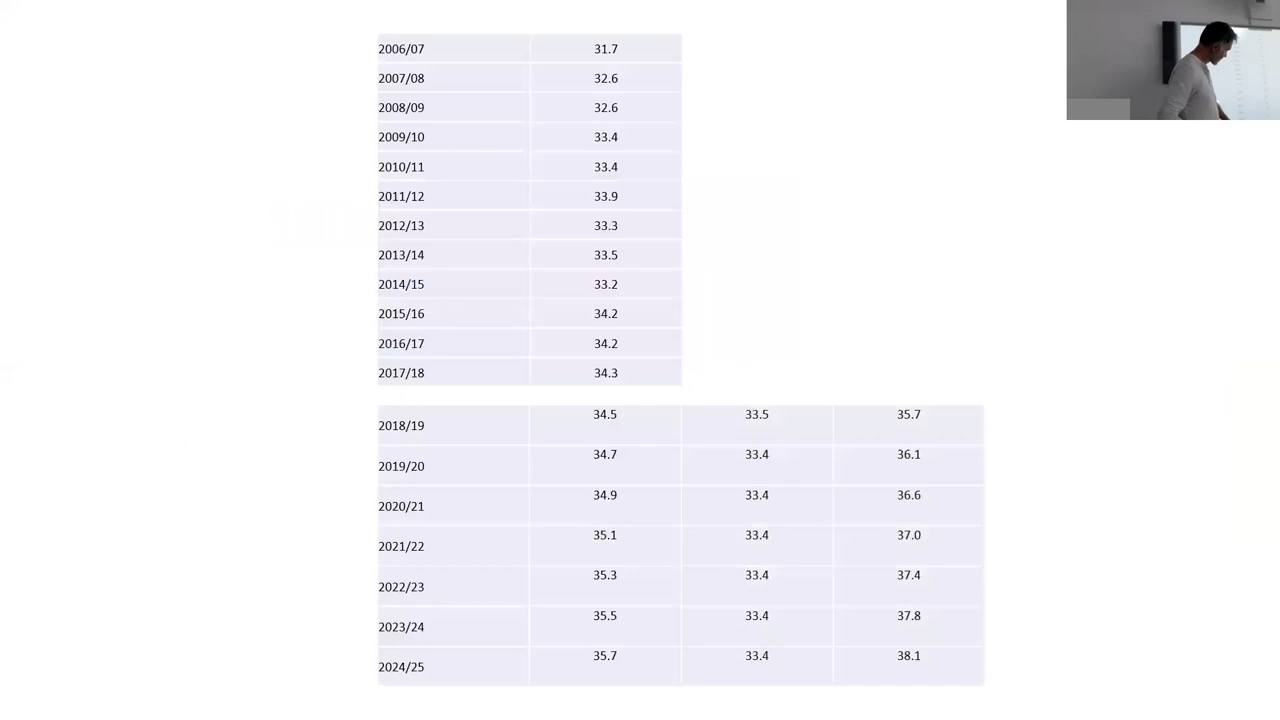 2006/07 31.7
2007/08 32.6
2008/09 32.6
2009/10 33.4
2010/11 33.4
2011/12 33.9
2012/13 33.3
2013/14 33.5
2014/15 33.2
2015/16 34.2
2016/17 34.2
2017/18 34.3
2018/19 34.5 33.5 35.7
2019/20 34.7 33.4 36.1
2020/21 34.9 33.4 36.6
2021/22 35.1 33.4 37.0
2022/23 35.3 33.4 37.4
2023/24 35.5 33.4 37.8
2024/25 35.7 33.4 38.1